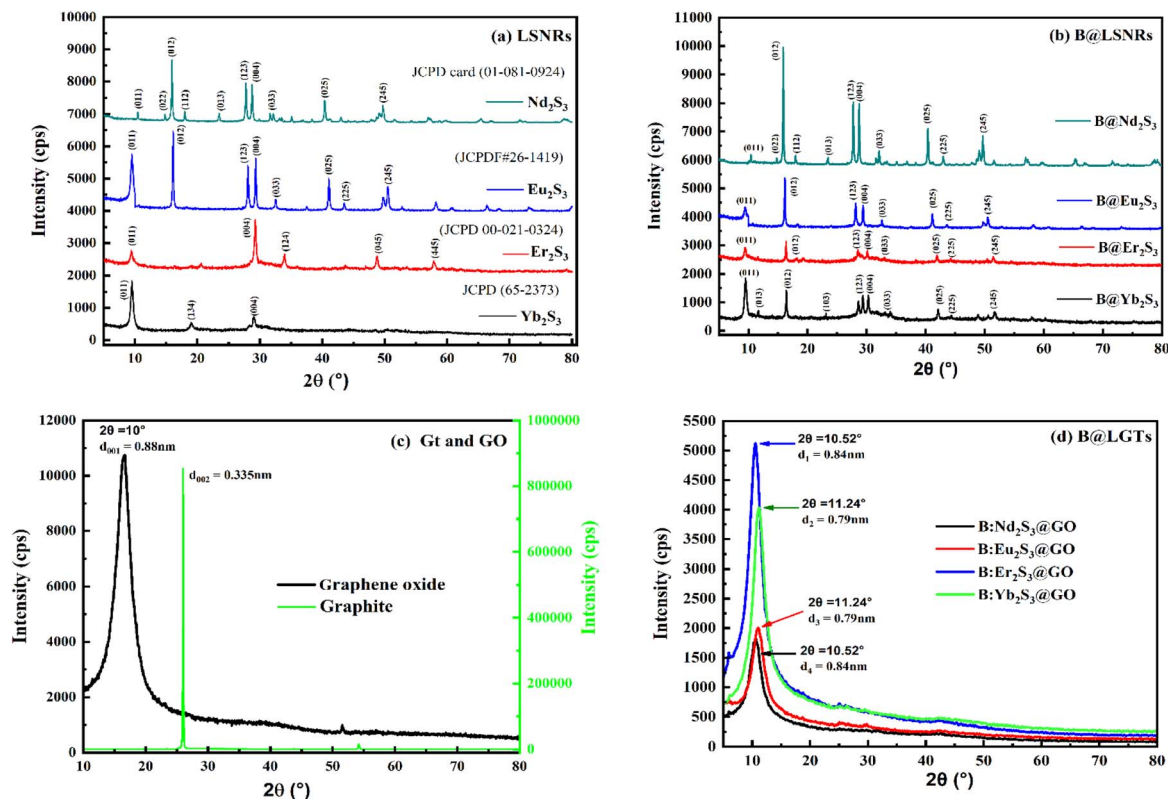 (a) LSNRs
JCPD card (01-081-0924)
Nd₂S₃
(011)
(022)
(012)
(112)
(013)
(123)
(004)
(033)
(025)
(245)
(JCPDF#26-1419)
Eu₂S₃
(011)
(012)
(123)
(004)
(033)
(025)
(225)
(245)
(JCPD 00-021-0324)
Er₂S₃
(011)
(004)
(124)
(045)
(445)
JCPD (65-2373)
Yb₂S₃
(011)
(134)
(004)
10000
9000
8000
7000
6000
5000
4000
3000
2000
1000
0
Intensity (cps)
10 20 30 40 50 60 70 80
2θ (°)
(b) B@LSNRs
B@Nd₂S₃
(011)
(022)
(012)
(112)
(013)
(123)
(004)
(033)
(025)
(225)
(245)
B@Eu₂S₃
(011)
(012)
(123)
(004)
(033)
(025)
(225)
(245)
B@Er₂S₃
(011)
(012)
(123)
(004)
(033)
(025)
(225)
(245)
B@Yb₂S₃
(011)
(013)
(012)
(103)
(123)
(004)
(033)
(025)
(225)
(245)
11000
10000
9000
8000
7000
6000
5000
4000
3000
2000
1000
0
Intensity (cps)
10 20 30 40 50 60 70 80
2θ (°)
(c) Gt and GO
2θ =10°
d₀₀₁ = 0.88nm
d₀₀₂ = 0.335nm
Graphene oxide
Graphite
12000
10000
8000
6000
4000
2000
0
Intensity (cps)
1000000
800000
600000
400000
200000
0
Intensity (cps)
10 20 30 40 50 60 70 80
2θ (°)
(d) B@LGTs
2θ =10.52°
d₁ = 0.84nm
2θ =11.24°
d₂ = 0.79nm
2θ =11.24°
d₃ = 0.79nm
2θ =10.52°
d₄ = 0.84nm
B:Nd₂S₃@GO
B:Eu₂S₃@GO
B:Er₂S₃@GO
B:Yb₂S₃@GO
5500
5000
4500
4000
3500
3000
2500
2000
1500
1000
500
0
Intensity (cps)
10 20 30 40 50 60 70 80
2θ (°)